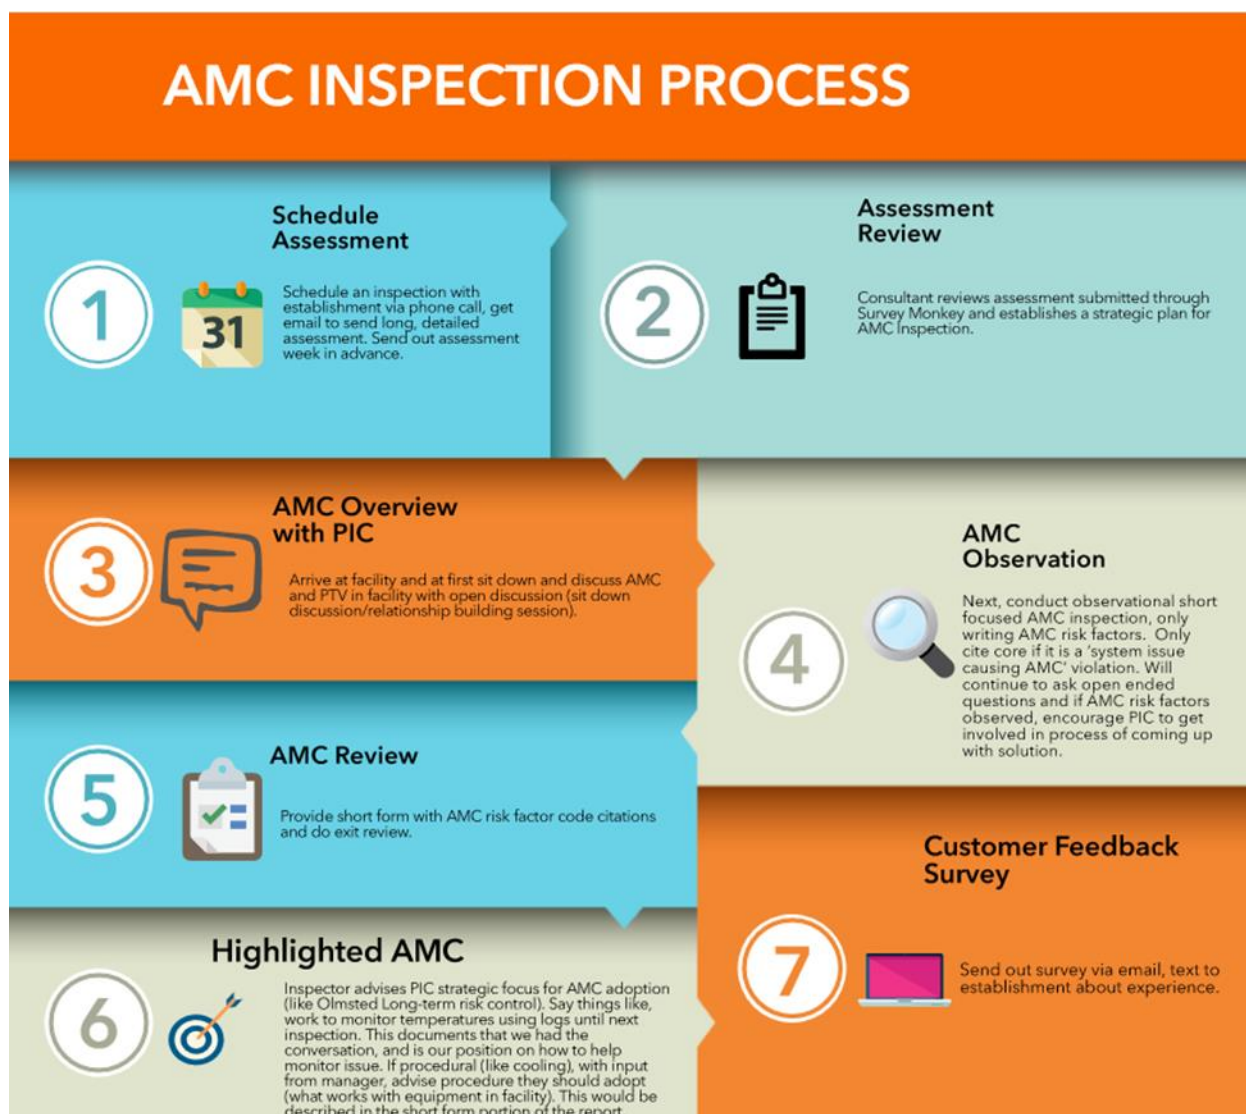 AMC INSPECTION PROCESS
1
31
Schedule
Assessment
Schedule an inspection with
establishment via phone call, get
email to send long, detailed
assessment. Send out assessment
week in advance.
2
Assessment
Review
Consultant reviews assessment submitted through
Survey Monkey and establishes a strategic plan for
AMC Inspection.
3
AMC Overview
with PIC
Arrive at facility and at first sit down and discuss AMC
and PTV in facility with open discussion (sit down
discussion/relationship building session).
4
AMC
Observation
Next, conduct observational short
focused AMC inspection, only
writing AMC risk factors. Only
cite core if it is a 'system issue
causing AMC' violation. Will
continue to ask open ended
questions and if AMC risk factors
observed, encourage PIC to get
involved in process of coming up
with solution.
5
AMC Review
Provide short form with AMC risk factor code citations
and do exit review.
6
Highlighted AMC
Inspector advises PIC strategic focus for AMC adoption
(like Olmsted Long-term risk control). Say things like,
work to monitor temperatures using logs until next
inspection. This documents that we had the
conversation, and is our position on how to help
monitor issue. If procedural (like cooling), with input
from manager, advise procedure they should adopt
(what works with equipment in facility). This would be
described in the short form portion of the report
7
Customer Feedback
Survey
Send out survey via email, text to
establishment about experience.